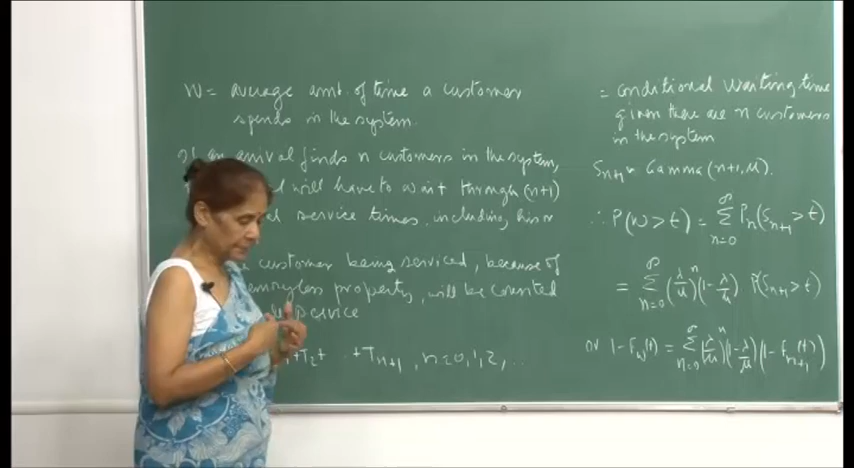 W = average amt. of time a customer
spends in the system.
an arrival finds n customers in the system,
will have to wait through (n+1)
service times, including his or
customer being serviced, because of
property, will be counted
service
+T₂+ ... +Tₙ₊₁, n=0,1,2,...
= conditional waiting time
given there are n customers
in the system
Sₙ₊₁ ~ Gamma(n+1, μ).
∴ P(W>t) = Σ_{n=0}^{∞} Pₙ(Sₙ₊₁>t)
= Σ_{n=0}^{∞} (λ/μ)ⁿ(1-λ/μ) P(Sₙ₊₁>t)
or 1-F_W(t) = Σ_{n=0}^{∞} (λ/μ)ⁿ(1-λ/μ)(1-Fₙ₊₁(t))